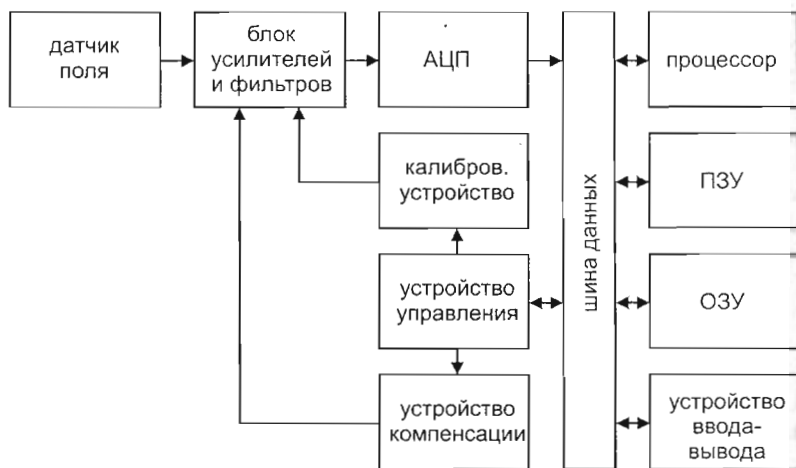 датчик
поля
блок
усилителей
и фильтров
АЦП
шина данных
процессор
калибров.
устройство
ПЗУ
устройство
управления
ОЗУ
устройство
компенсации
устройство
ввода-
вывода